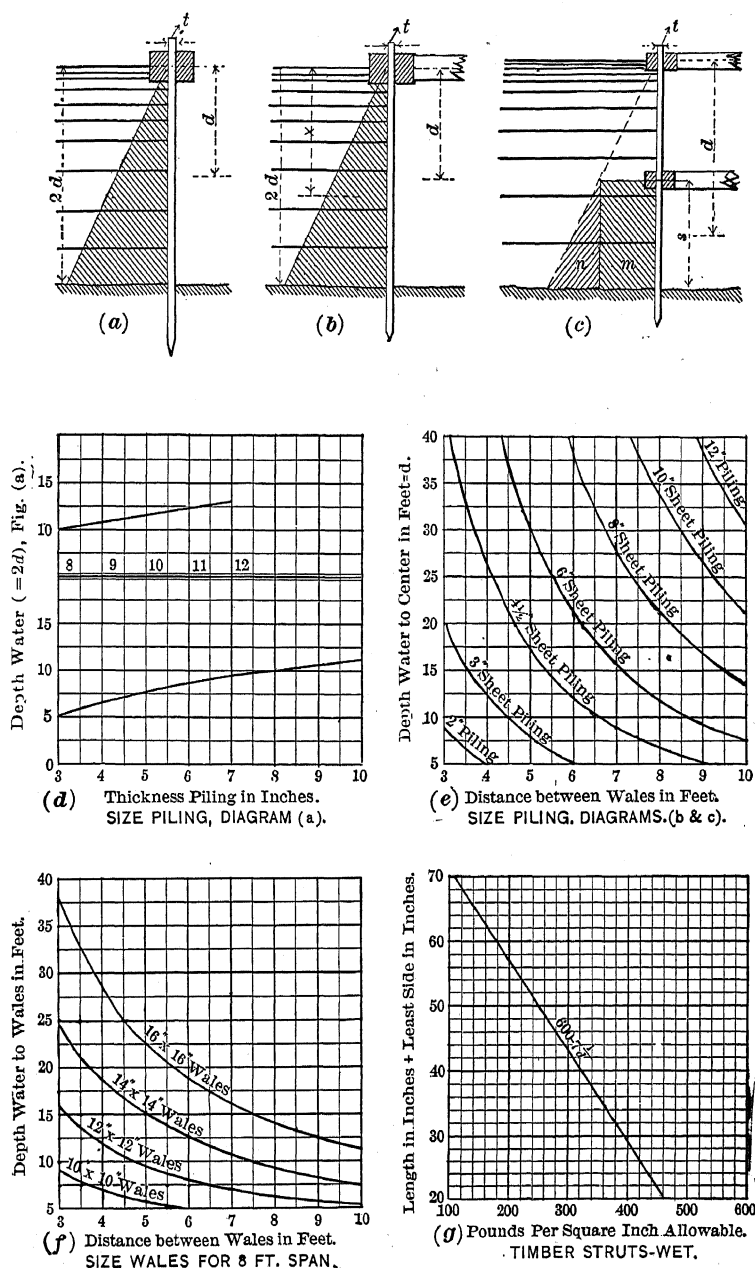 t
t
t
2 d
d
2 d
x
d
d
s
n
m
(a)
(b)
(c)
Depth Water (=2d), Fig. (a).
15
10
8 9 10 11 12
15
10
5
0
3 4 5 6 7 8 9 10
(d) Thickness Piling in Inches.
SIZE PILING, DIAGRAM (a).
Depth Water to Center in Feet=d.
40
35
30
25
20
15
10
5
2" Piling
3" Sheet Piling
4½" Sheet Piling
6" Sheet Piling
8" Sheet Piling
10" Sheet Piling
12" Piling
3 4 5 6 7 8 9 10
(e) Distance between Wales in Feet.
SIZE PILING. DIAGRAMS.(b & c).
Depth Water to Wales in Feet.
40
35
30
25
20
15
10
5
16" x 16" Wales
14" x 14" Wales
12" x 12" Wales
10" x 10" Wales
3 4 5 6 7 8 9 10
(f) Distance between Wales in Feet.
SIZE WALES FOR 8 FT. SPAN.
Length in Inches + Least Side in Inches.
70
60
50
40
30
20
100 200 300 400 500 600
(g) Pounds Per Square Inch Allowable.
TIMBER STRUTS-WET.